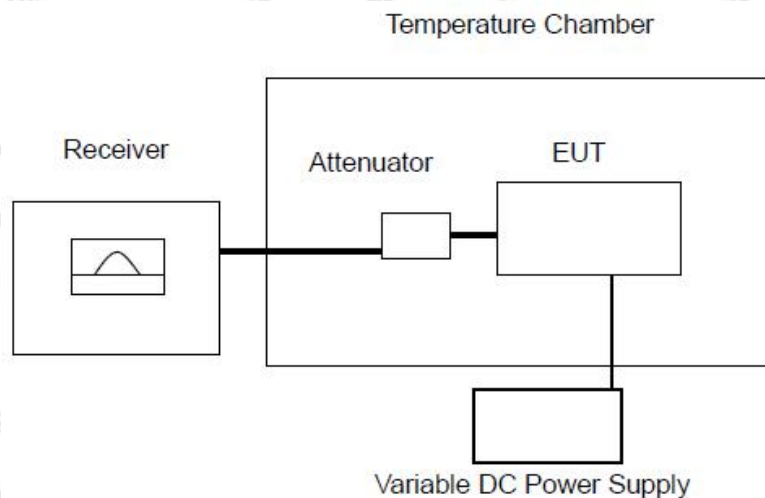 Temperature Chamber
Receiver
Attenuator
EUT
Variable DC Power Supply